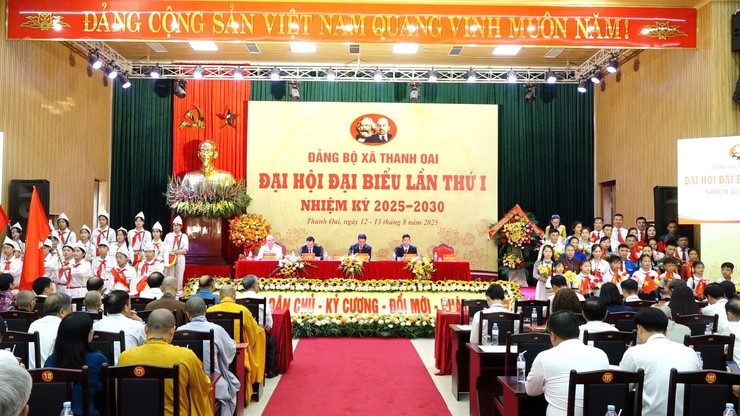 ĐẢNG CỘNG SẢN VIỆT NAM QUANG VINH MUÔN NĂM!
ĐẢNG BỘ XÃ THANH OAI
ĐẠI HỘI ĐẠI BIỂU LẦN THỨ I
NHIỆM KỲ 2025-2030
Thanh Oai, ngày 12 - 13 tháng 8 năm 2025
ĐẠI HỘI ĐẠI B
NHIỆM
DÂN CHỦ - KỶ CƯƠNG - ĐỔI MỚI -